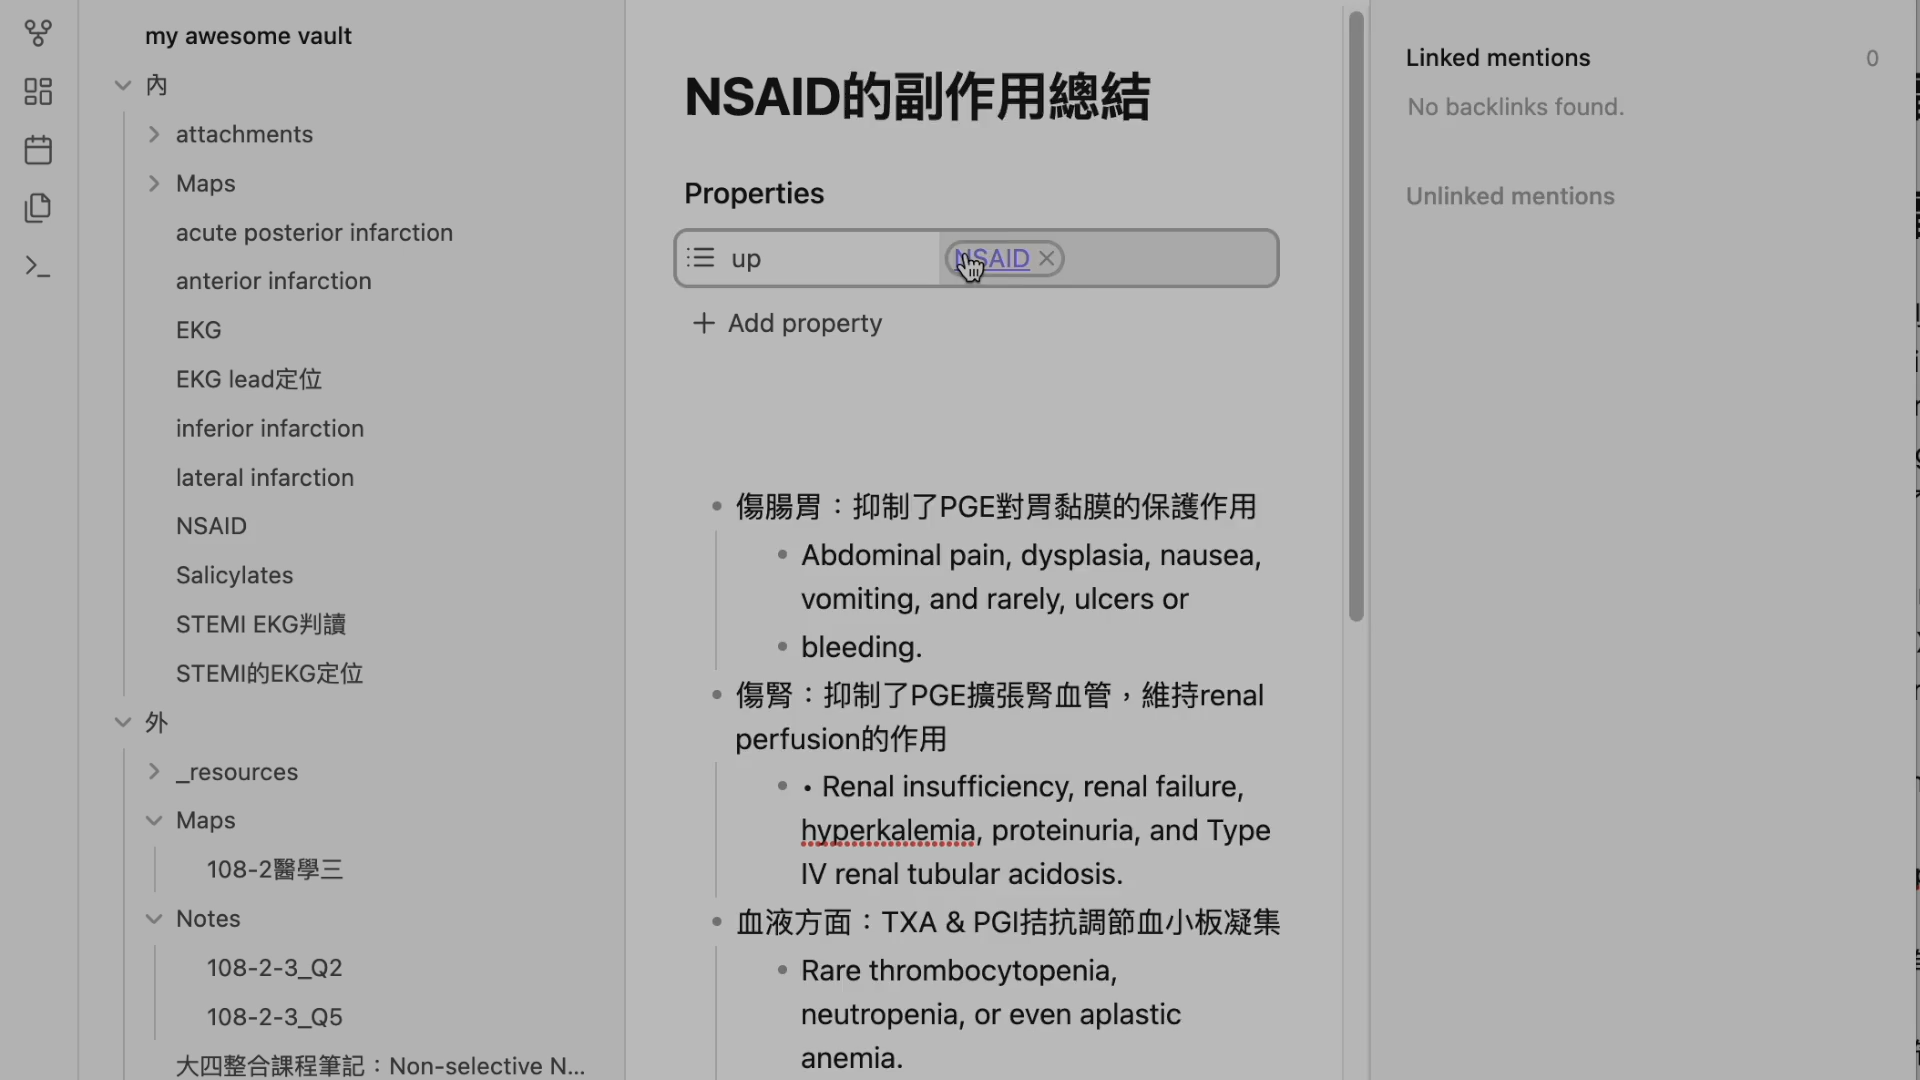 my awesome vault
內
attachments
Maps
acute posterior infarction
anterior infarction
EKG
EKG lead定位
inferior infarction
lateral infarction
NSAID
Salicylates
STEMI EKG判讀
STEMI的EKG定位
外
_resources
Maps
108-2醫學三
Notes
108-2-3_Q2
108-2-3_Q5
大四整合課程筆記：Non-selective N...
NSAID的副作用總結
Properties
up
NSAID
Add property
傷腸胃：抑制了PGE對胃黏膜的保護作用
Abdominal pain, dysplasia, nausea,
vomiting, and rarely, ulcers or
bleeding.
傷腎：抑制了PGE擴張腎血管，維持renal
perfusion的作用
• Renal insufficiency, renal failure,
hyperkalemia, proteinuria, and Type
IV renal tubular acidosis.
血液方面：TXA & PGI拮抗調節血小板凝集
Rare thrombocytopenia,
neutropenia, or even aplastic
anemia.
Linked mentions 0
No backlinks found.
Unlinked mentions